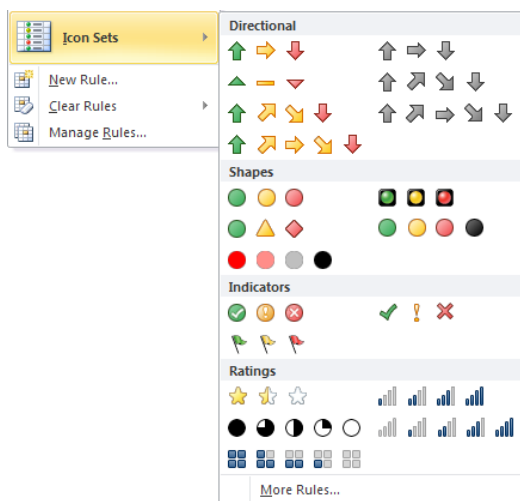 Icon Sets
New Rule...
Clear Rules
Manage Rules...
Directional
Shapes
Indicators
Ratings
More Rules...